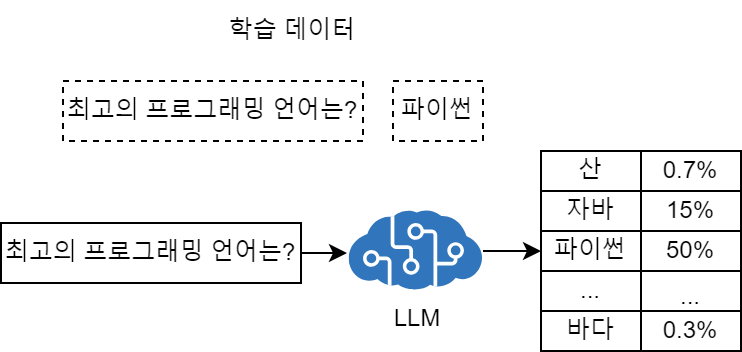 학습 데이터
최고의 프로그래밍 언어는?
파이썬
최고의 프로그래밍 언어는?
LLM
산 0.7%
자바 15%
파이썬 50%
... ...
바다 0.3%